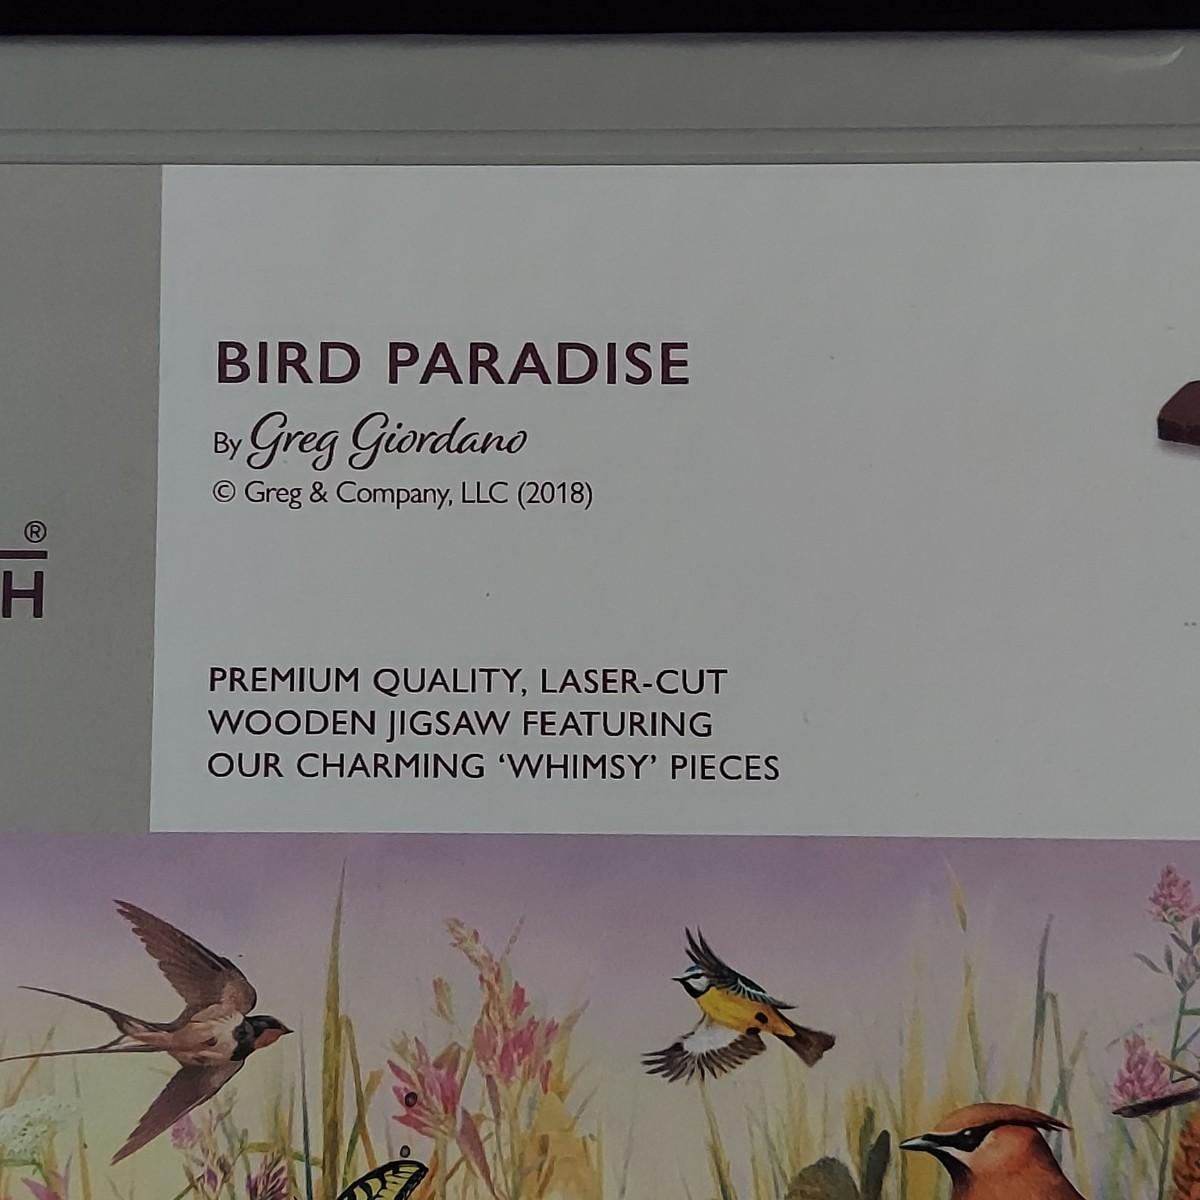 BIRD PARADISE
By Greg Giordano
© Greg & Company, LLC (2018)
®
H
PREMIUM QUALITY, LASER-CUT
WOODEN JIGSAW FEATURING
OUR CHARMING ‘WHIMSY’ PIECES